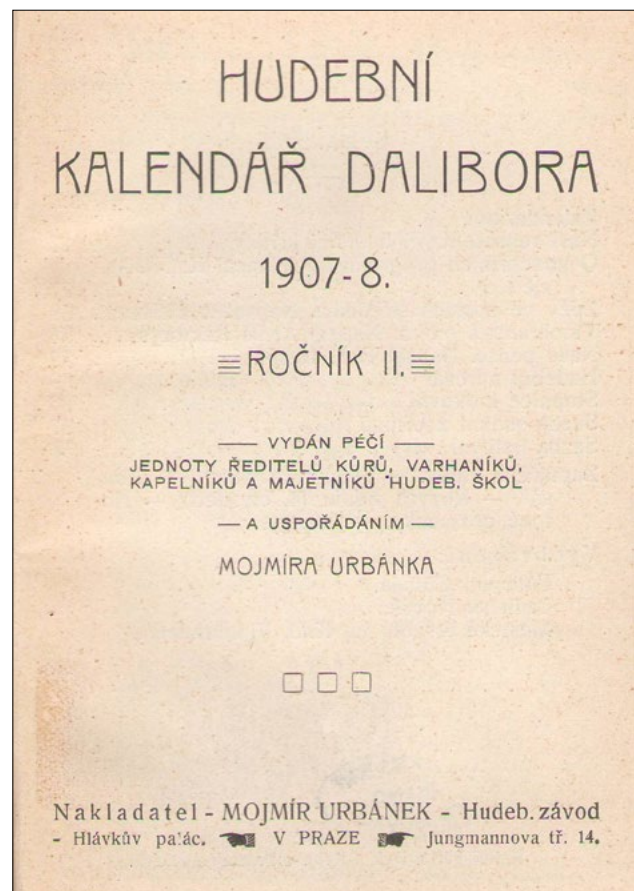 HUDEBNÍ
KALENDÁŘ DALIBORA
1907-8.
ROČNÍK II.
VYDÁN PÉČÍ
JEDNOTY ŘEDITELŮ KŮRŮ, VARHANÍKŮ,
KAPELNÍKŮ A MAJETNÍKŮ HUDEB. ŠKOL
A USPOŘÁDÁNÍM
MOJMÍRA URBÁNKA
Nakladatel - MOJMÍR URBÁNEK - Hudeb. závod
- Hlávkův palác. V PRAZE Jungmannova tř. 14.